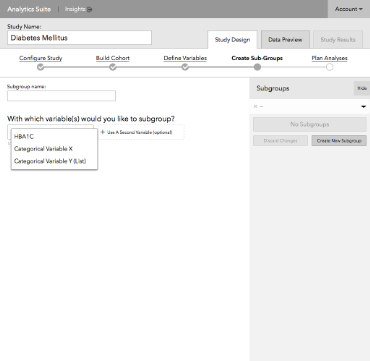 Analytics Suite | Insights
Account
Study Name:
Diabetes Mellitus
Study Design
Data Preview
Study Results
Configure Study
Build Cohort
Define Variables
Create Sub-Groups
Plan Analyses
Subgroup name:
Subgroups
Hide
With which variable(s) would you like to subgroup?
No Subgroups
+ Use A Second Variable (optional)
HBA1C
Discard Changes
Create New Subgroup
Categorical Variable X
Categorical Variable Y (List)